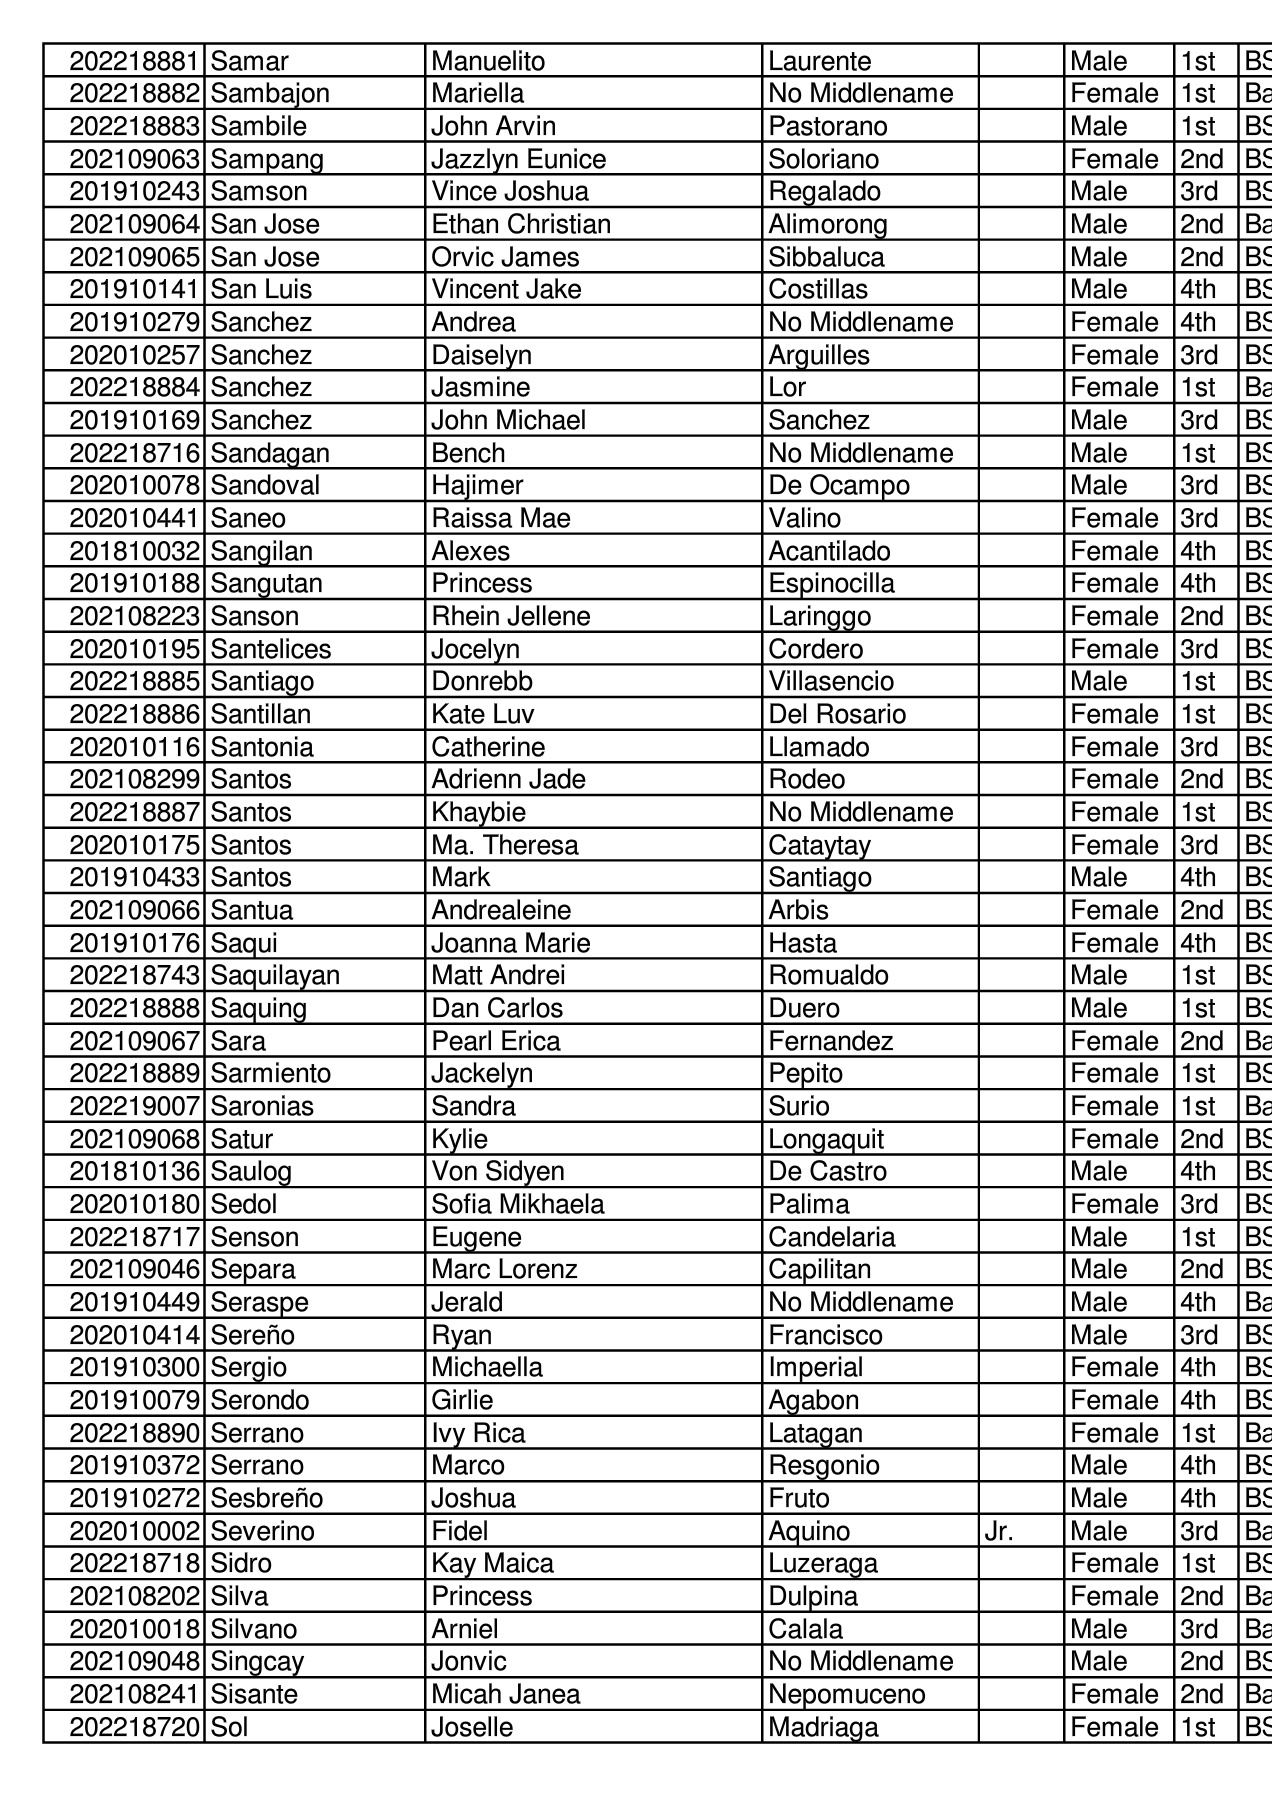 202218881 Samar Manuelito Laurente Male 1st BS
202218882 Sambajon Mariella No Middlename Female 1st Ba
202218883 Sambile John Arvin Pastorano Male 1st BS
202109063 Sampang Jazzlyn Eunice Soloriano Female 2nd BS
201910243 Samson Vince Joshua Regalado Male 3rd BS
202109064 San Jose Ethan Christian Alimorong Male 2nd Ba
202109065 San Jose Orvic James Sibbaluca Male 2nd BS
201910141 San Luis Vincent Jake Costillas Male 4th BS
201910279 Sanchez Andrea No Middlename Female 4th BS
202010257 Sanchez Daiselyn Arguilles Female 3rd BS
202218884 Sanchez Jasmine Lor Female 1st Ba
201910169 Sanchez John Michael Sanchez Male 3rd BS
202218716 Sandagan Bench No Middlename Male 1st BS
202010078 Sandoval Hajimer De Ocampo Male 3rd BS
202010441 Saneo Raissa Mae Valino Female 3rd BS
201810032 Sangilan Alexes Acantilado Female 4th BS
201910188 Sangutan Princess Espinocilla Female 4th BS
202108223 Sanson Rhein Jellene Laringgo Female 2nd BS
202010195 Santelices Jocelyn Cordero Female 3rd BS
202218885 Santiago Donrebb Villasencio Male 1st BS
202218886 Santillan Kate Luv Del Rosario Female 1st BS
202010116 Santonia Catherine Llamado Female 3rd BS
202108299 Santos Adrienn Jade Rodeo Female 2nd BS
202218887 Santos Khaybie No Middlename Female 1st BS
202010175 Santos Ma. Theresa Cataytay Female 3rd BS
201910433 Santos Mark Santiago Male 4th BS
202109066 Santua Andrealeine Arbis Female 2nd BS
201910176 Saqui Joanna Marie Hasta Female 4th BS
202218743 Saquilayan Matt Andrei Romualdo Male 1st BS
202218888 Saquing Dan Carlos Duero Male 1st BS
202109067 Sara Pearl Erica Fernandez Female 2nd Ba
202218889 Sarmiento Jackelyn Pepito Female 1st BS
202219007 Saronias Sandra Surio Female 1st Ba
202109068 Satur Kylie Longaquit Female 2nd BS
201810136 Saulog Von Sidyen De Castro Male 4th BS
202010180 Sedol Sofia Mikhaela Palima Female 3rd BS
202218717 Senson Eugene Candelaria Male 1st BS
202109046 Separa Marc Lorenz Capilitan Male 2nd BS
201910449 Seraspe Jerald No Middlename Male 4th Ba
202010414 Sereño Ryan Francisco Male 3rd BS
201910300 Sergio Michaella Imperial Female 4th BS
201910079 Serondo Girlie Agabon Female 4th BS
202218890 Serrano Ivy Rica Latagan Female 1st Ba
201910372 Serrano Marco Resgonio Male 4th BS
201910272 Sesbreño Joshua Fruto Male 4th BS
202010002 Severino Fidel Aquino Jr. Male 3rd Ba
202218718 Sidro Kay Maica Luzeraga Female 1st BS
202108202 Silva Princess Dulpina Female 2nd Ba
202010018 Silvano Arniel Calala Male 3rd Ba
202109048 Singcay Jonvic No Middlename Male 2nd BS
202108241 Sisante Micah Janea Nepomuceno Female 2nd Ba
202218720 Sol Joselle Madriaga Female 1st BS